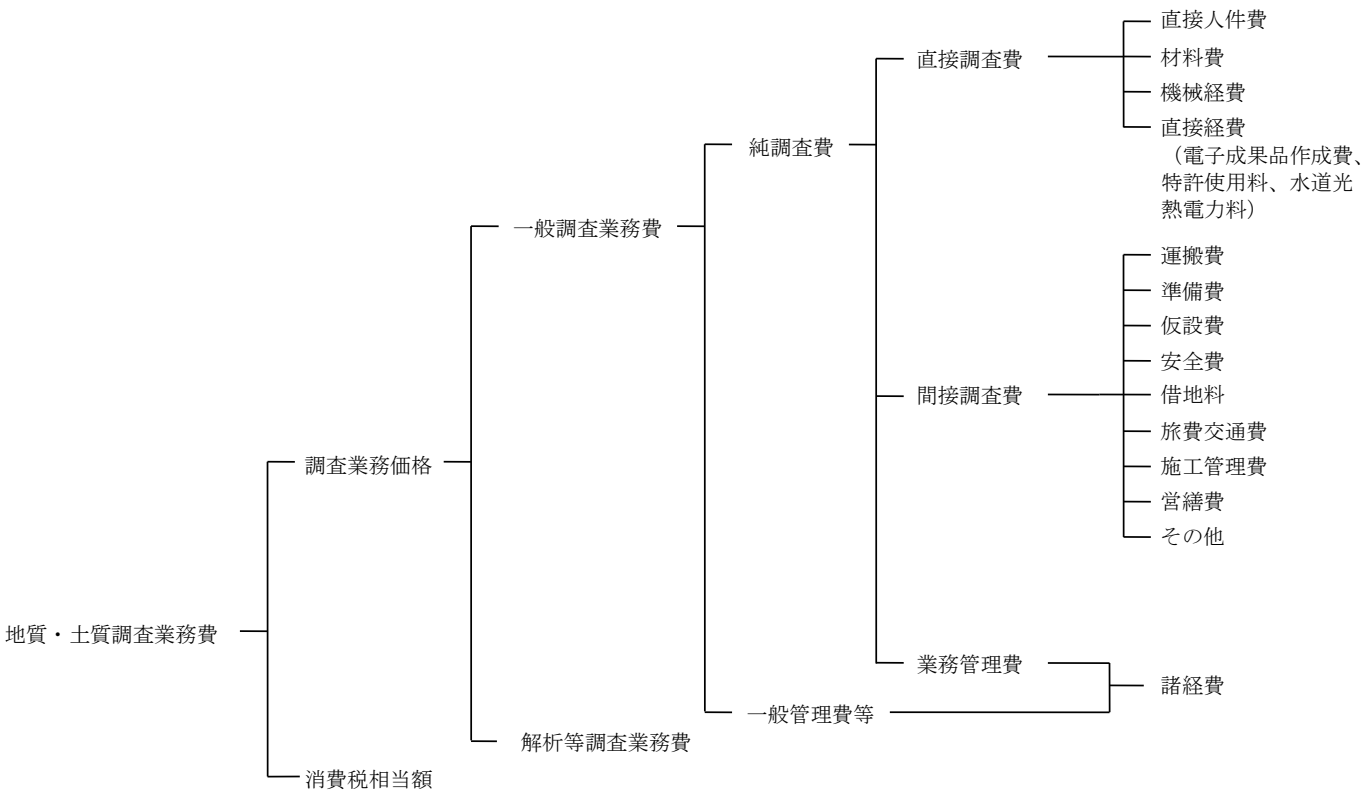 直接人件費
直接調査費
材料費
機械経費
直接経費
（電子成果品作成費、
特許使用料、水道光
熱電力料）
純調査費
一般調査業務費
運搬費
準備費
仮設費
安全費
間接調査費
借地料
旅費交通費
施工管理費
営繕費
その他
調査業務価格
地質・土質調査業務費
業務管理費
諸経費
一般管理費等
解析等調査業務費
消費税相当額